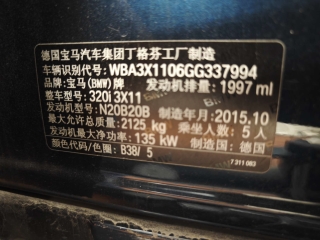 德国宝马汽车集团丁格芬工厂制造
车辆识别代号: WBA3X1106GG337994
品牌: 宝马(BMW)牌 发动机排量: 1997 ml
整车型号: 320i 3X11
发动机型号: N20B20B 制造年月: 2015.10
最大允许总质量: 2125 kg 乘坐人数: 5 人
发动机最大净功率: 135 kW 制造国: 德国
颜色代码/色圈: B38/ 5
7 311 083